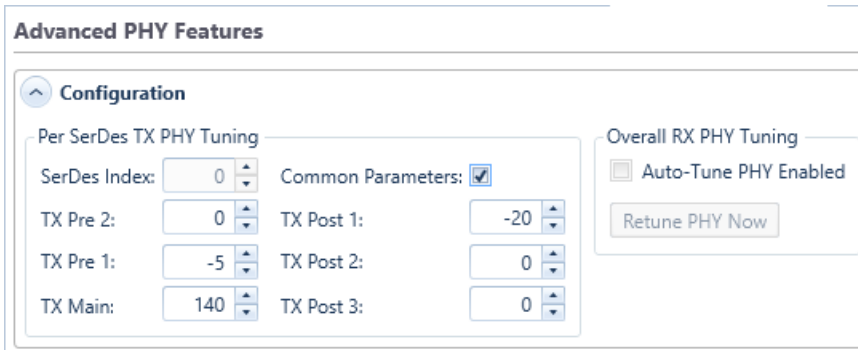 Advanced PHY Features
Configuration
Per SerDes TX PHY Tuning
SerDes Index: 0 Common Parameters:
TX Pre 2: 0 TX Post 1: -20
TX Pre 1: -5 TX Post 2: 0
TX Main: 140 TX Post 3: 0
Overall RX PHY Tuning
Auto-Tune PHY Enabled
Retune PHY Now